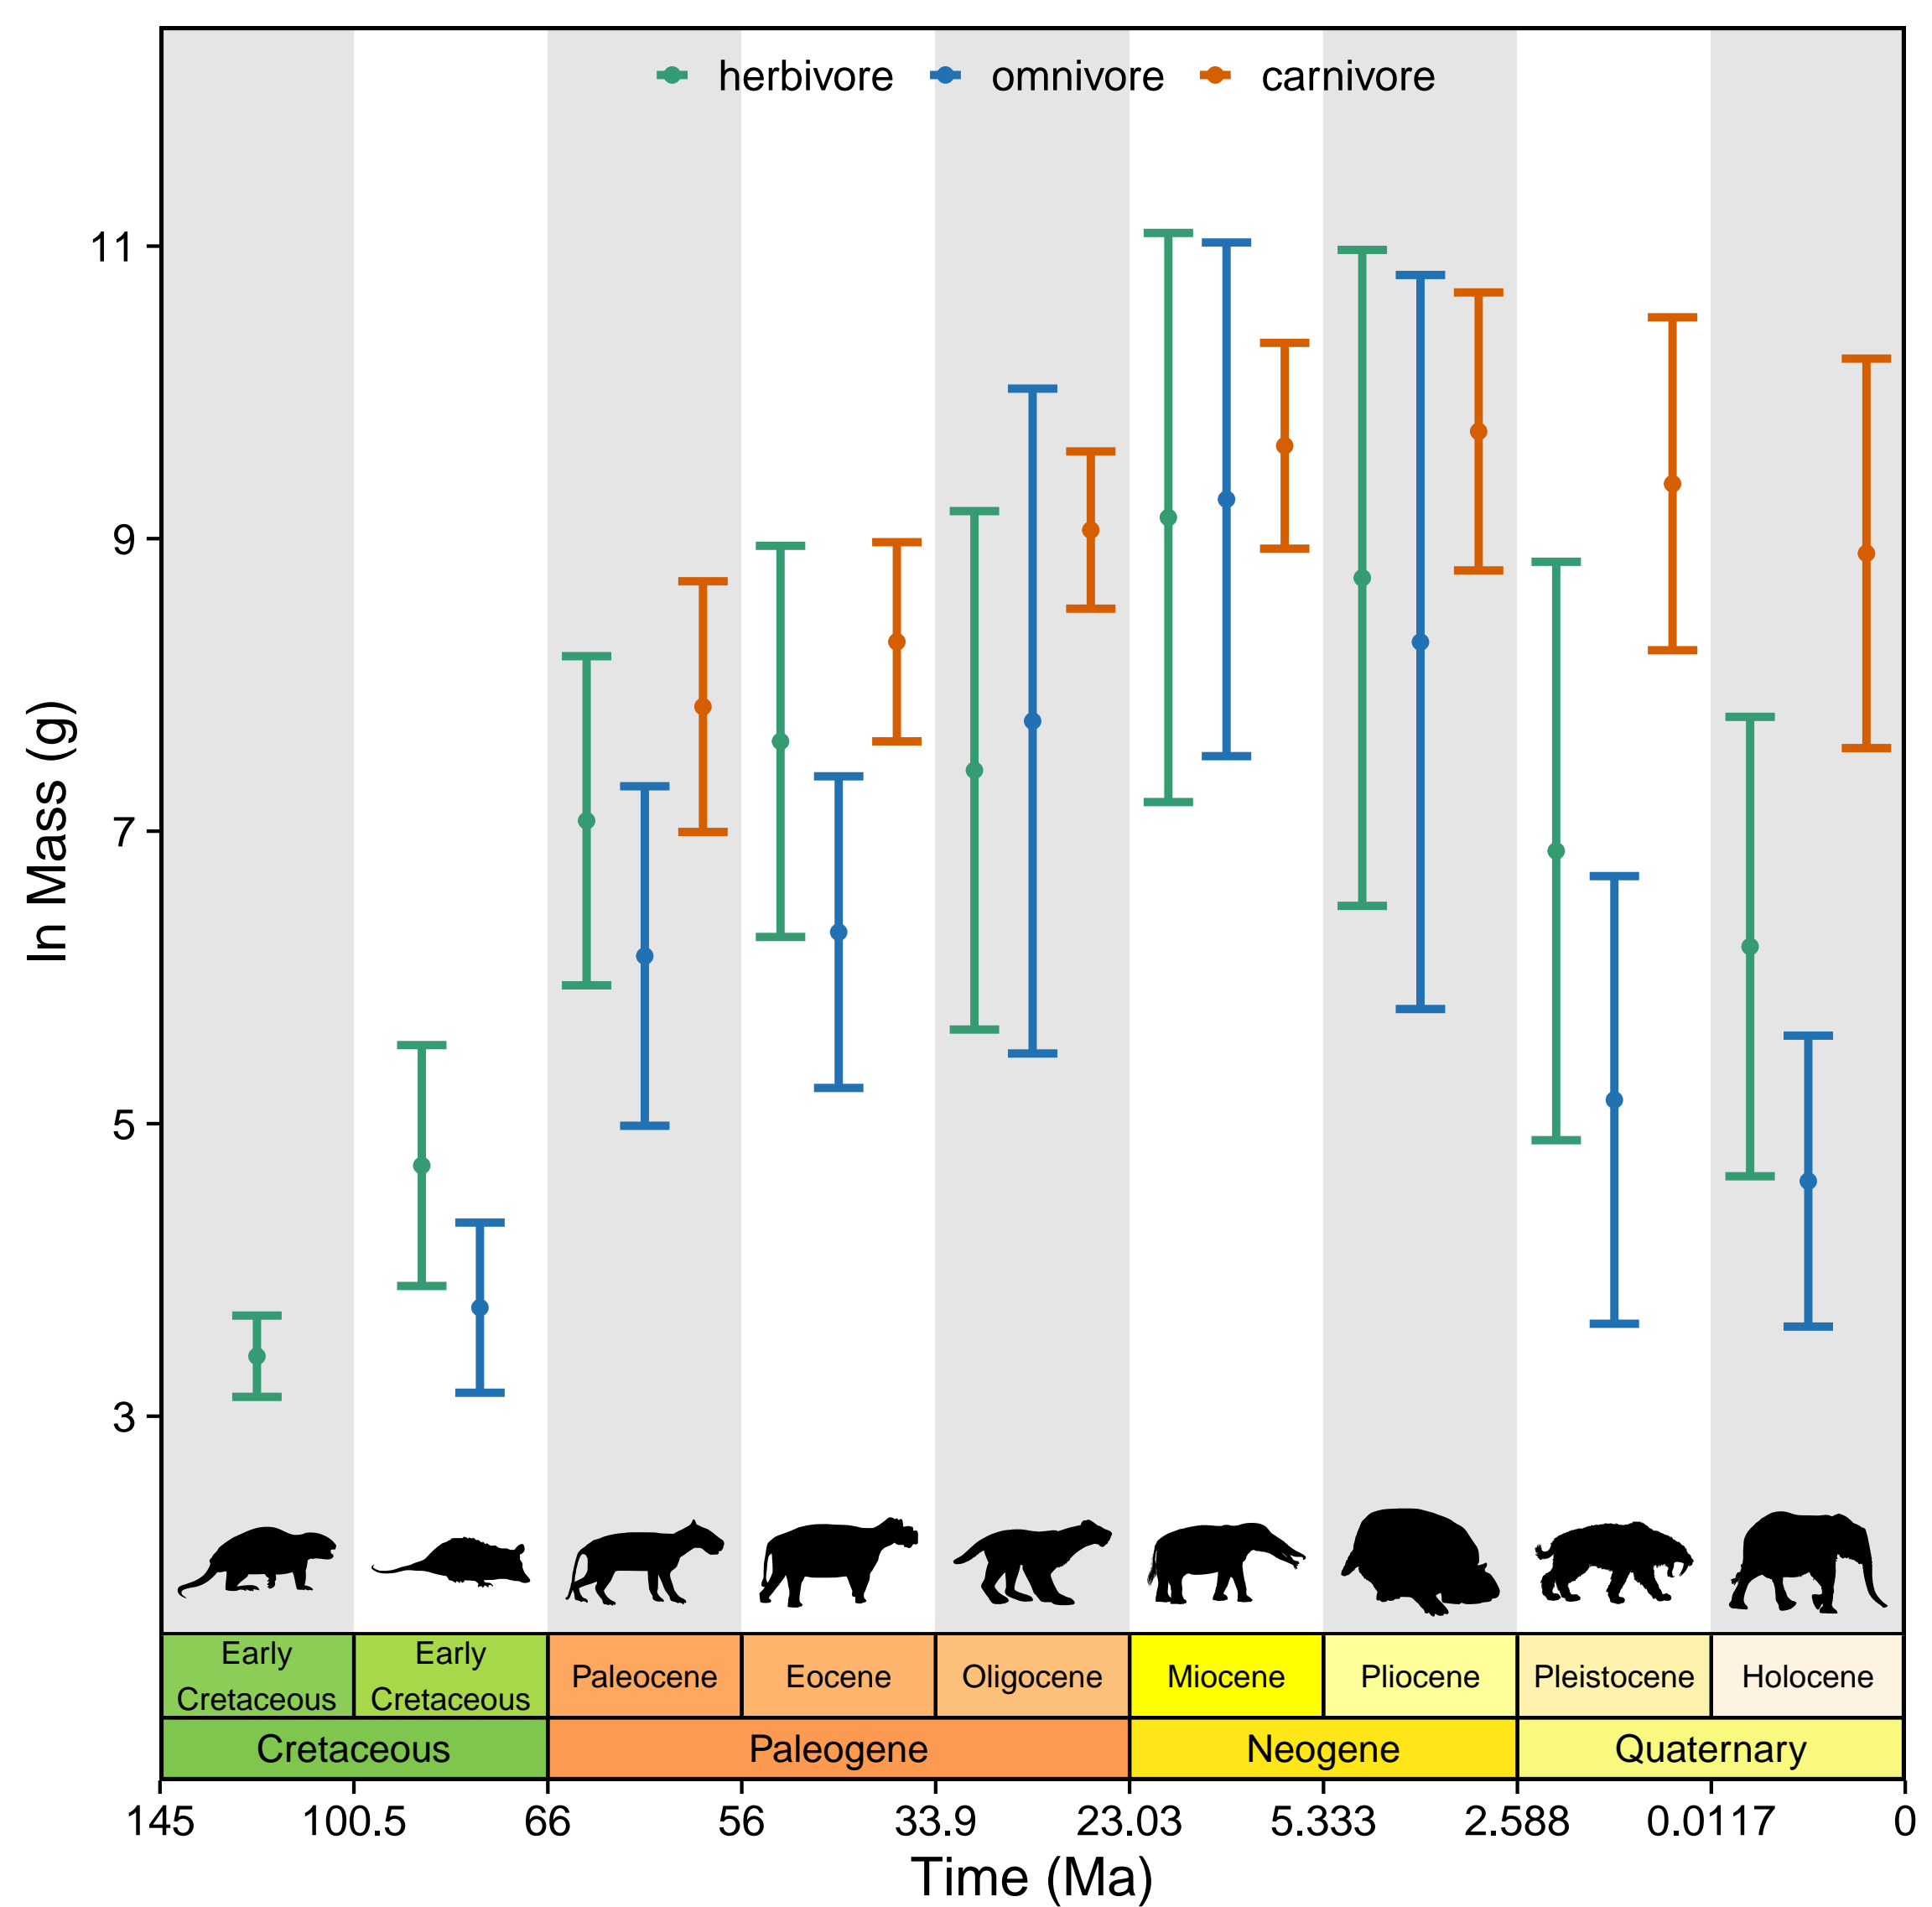 herbivore omnivore carnivore
11
9
7
5
3
ln Mass (g)
Early Cretaceous
Early Cretaceous
Paleocene
Eocene
Oligocene
Miocene
Pliocene
Pleistocene
Holocene
Cretaceous
Paleogene
Neogene
Quaternary
145 100.5 66 56 33.9 23.03 5.333 2.588 0.0117 0
Time (Ma)